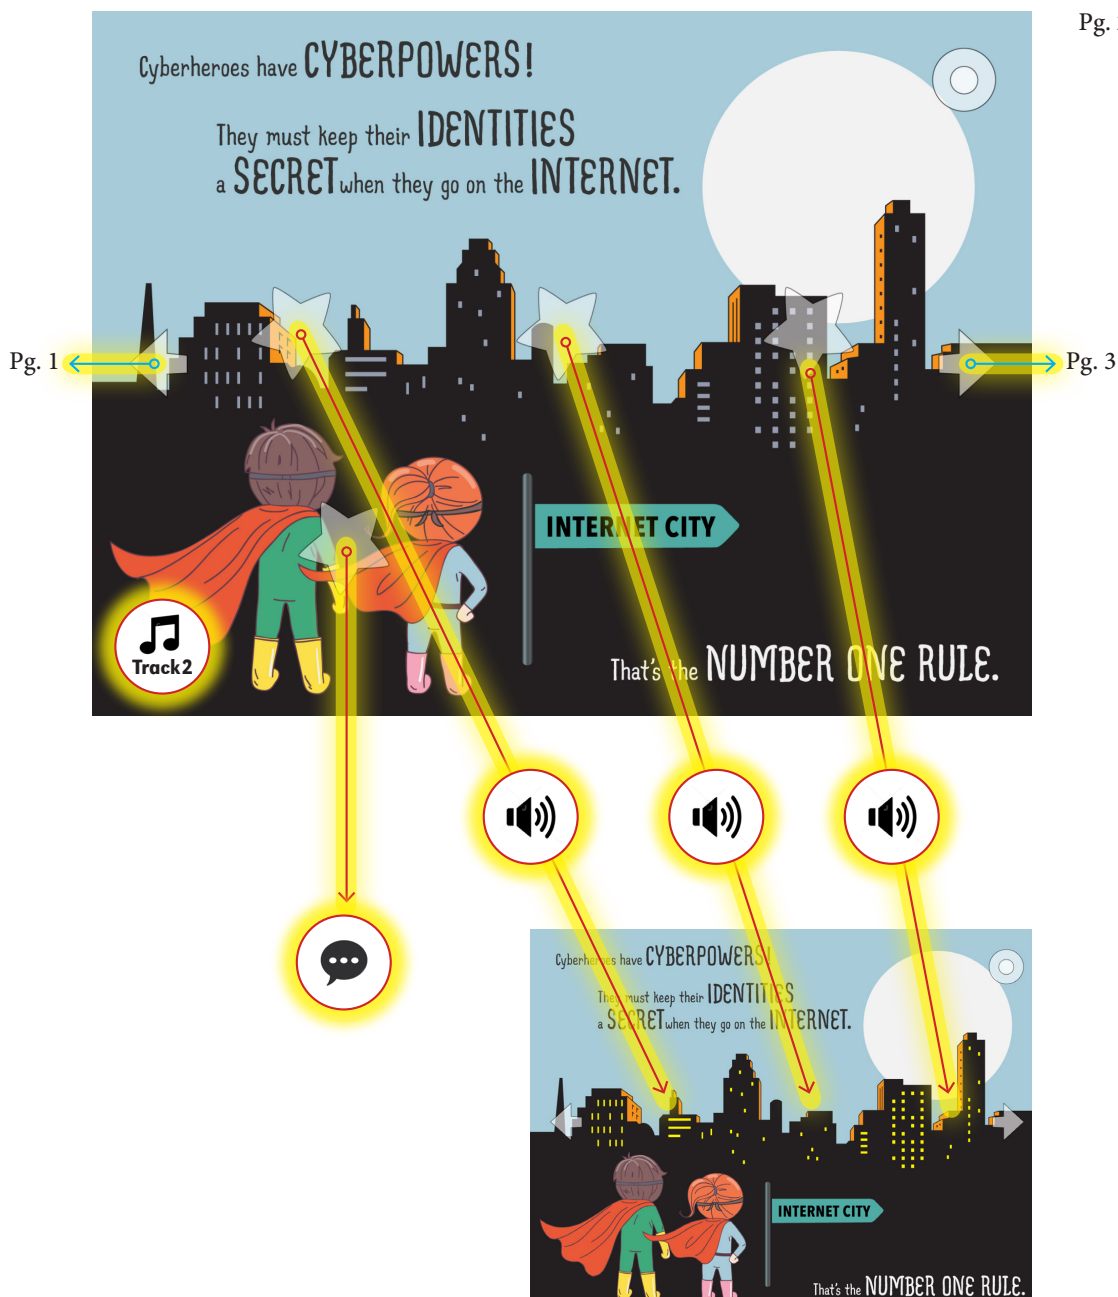 Pg.
Cyberheroes have CYBERPOWERS!
They must keep their IDENTITIES
a SECRET when they go on the INTERNET.
Pg. 1
Pg. 3
INTERNET CITY
Track2
That's the NUMBER ONE RULE.
Cyberheroes have CYBERPOWERS!
They must keep their IDENTITIES
a SECRET when they go on the INTERNET.
INTERNET CITY
That's the NUMBER ONE RULE.